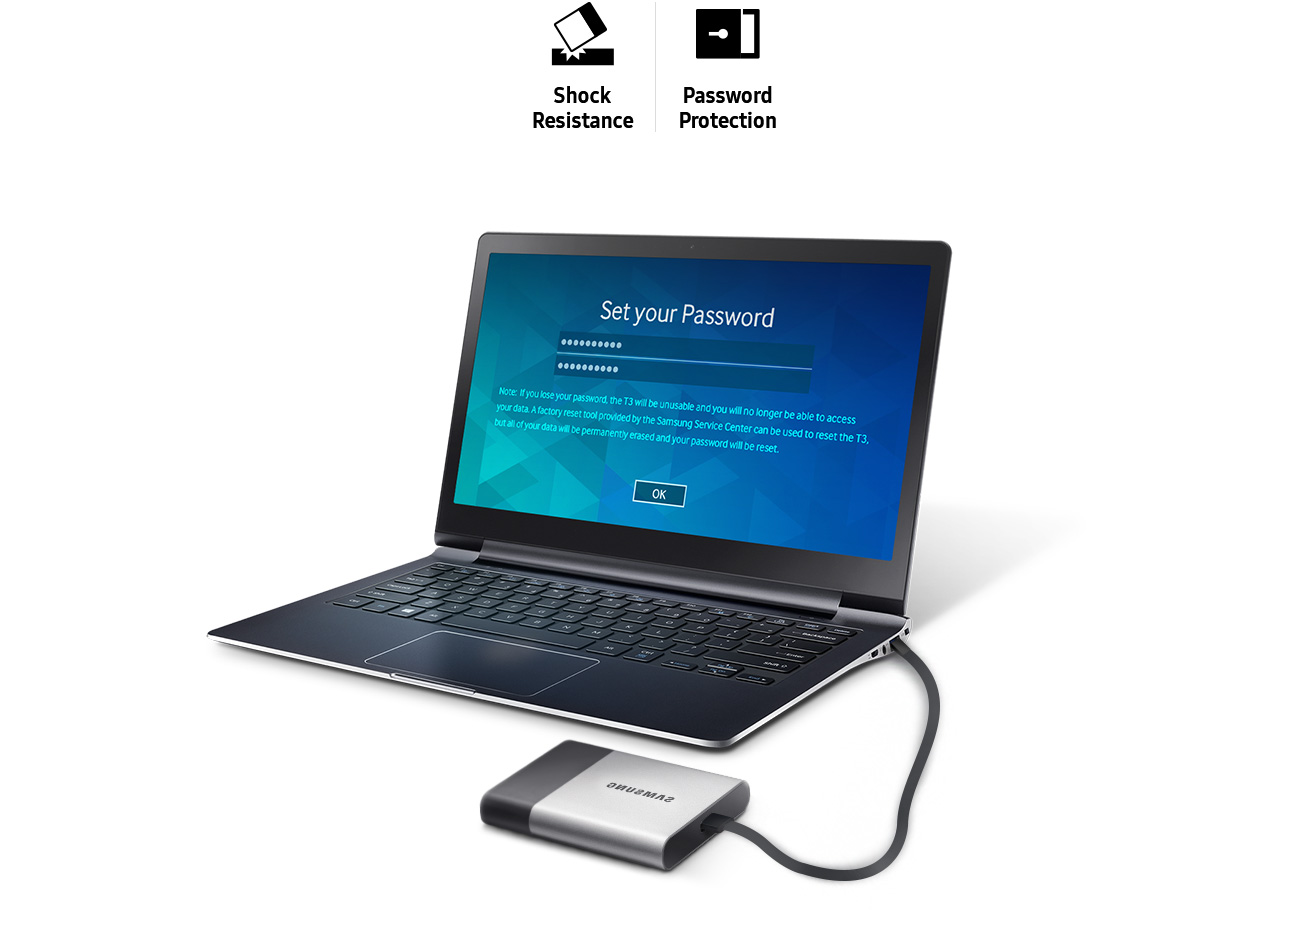 Shock
Resistance
Password
Protection
Set your Password
●●●●●●●●●●
●●●●●●●●●●
Note: If you lose your password, the T3 will be unusable and you will no longer be able to access
your data. A factory reset tool provided by the Samsung Service Center can be used to reset the T3,
but all of your data will be permanently erased and your password will be reset.
OK
Backspace
Enter
Shift
SAMSUNG